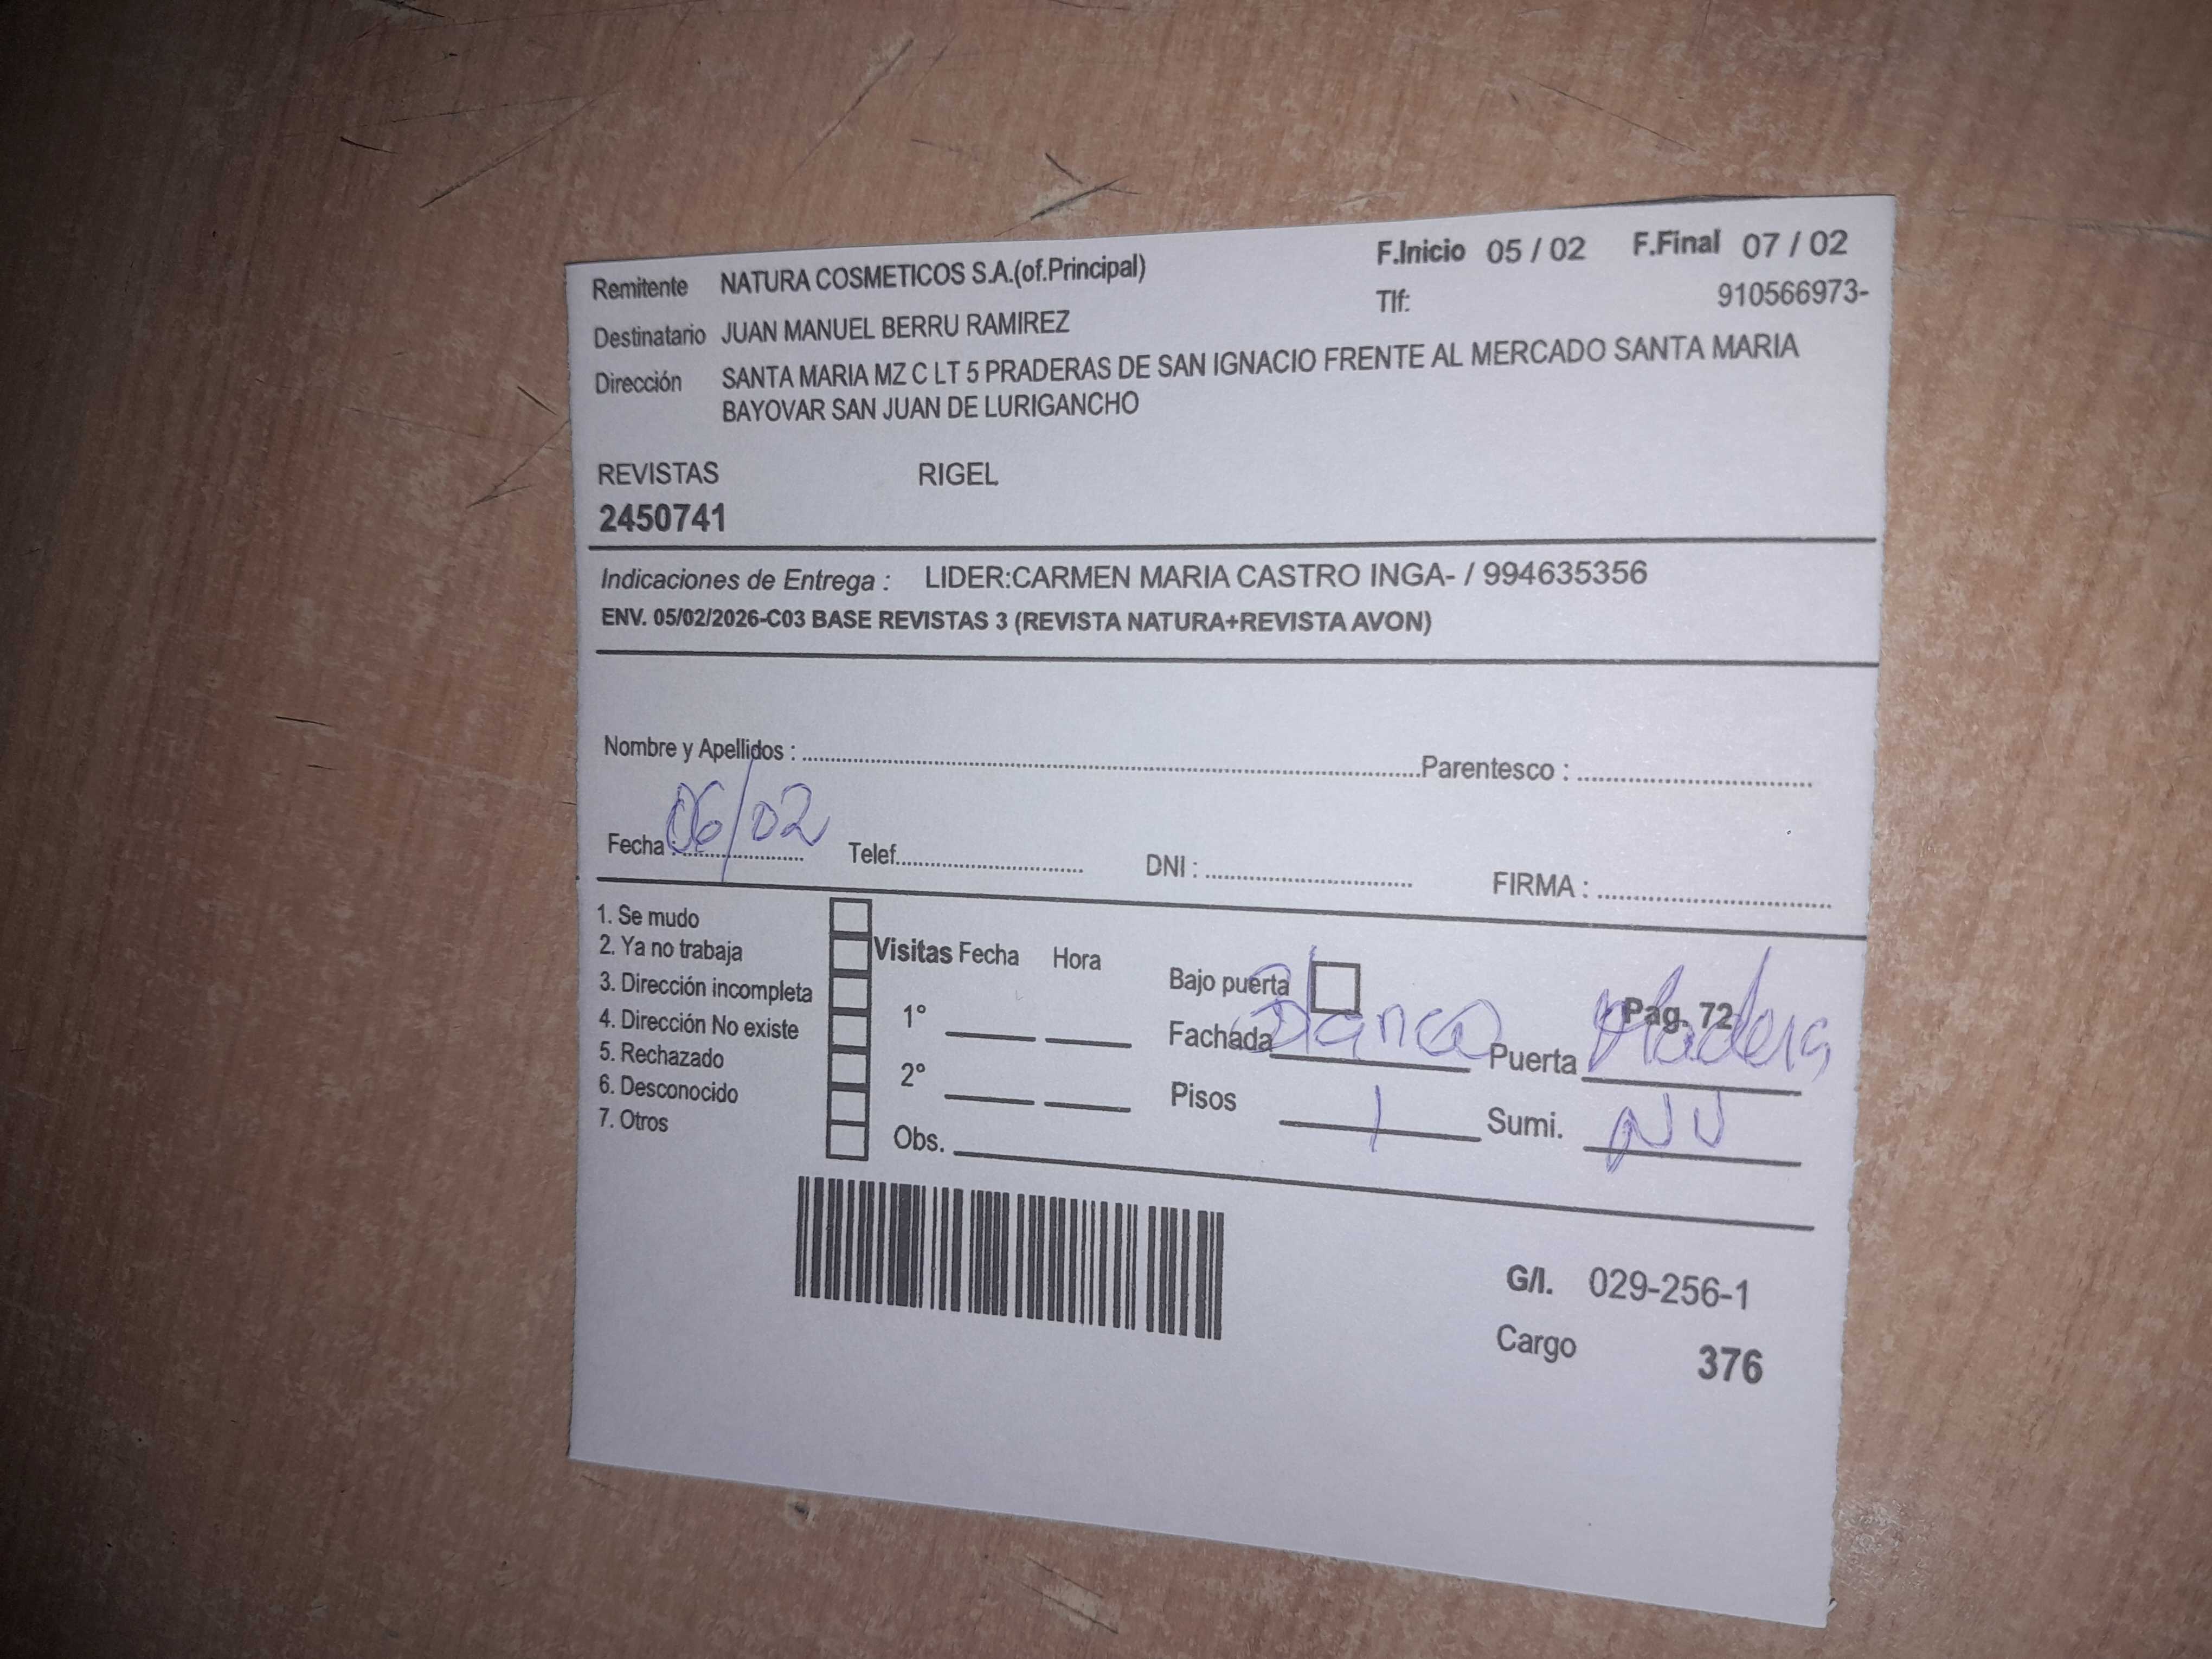 Remitente NATURA COSMETICOS S.A.(of.Principal) F.Inicio 05 / 02 F.Final 07 / 02
Tlf: 910566973-
Destinatario JUAN MANUEL BERRU RAMIREZ
Dirección SANTA MARIA MZ C LT 5 PRADERAS DE SAN IGNACIO FRENTE AL MERCADO SANTA MARIA
BAYOVAR SAN JUAN DE LURIGANCHO
REVISTAS RIGEL
2450741
Indicaciones de Entrega : LIDER:CARMEN MARIA CASTRO INGA- / 994635356
ENV. 05/02/2026-C03 BASE REVISTAS 3 (REVISTA NATURA+REVISTA AVON)
Nombre y Apellidos : Parentesco :
Fecha : 06/02 Telef. DNI : FIRMA :
1. Se mudo
2. Ya no trabaja
3. Dirección incompleta
4. Dirección No existe
5. Rechazado
6. Desconocido
7. Otros
Visitas Fecha Hora
1°
2°
Obs.
Bajo puerta Pag. 72
Fachada Blanca Puerta Madera
Pisos 1 Sumi.
G/I. 029-256-1
Cargo 376